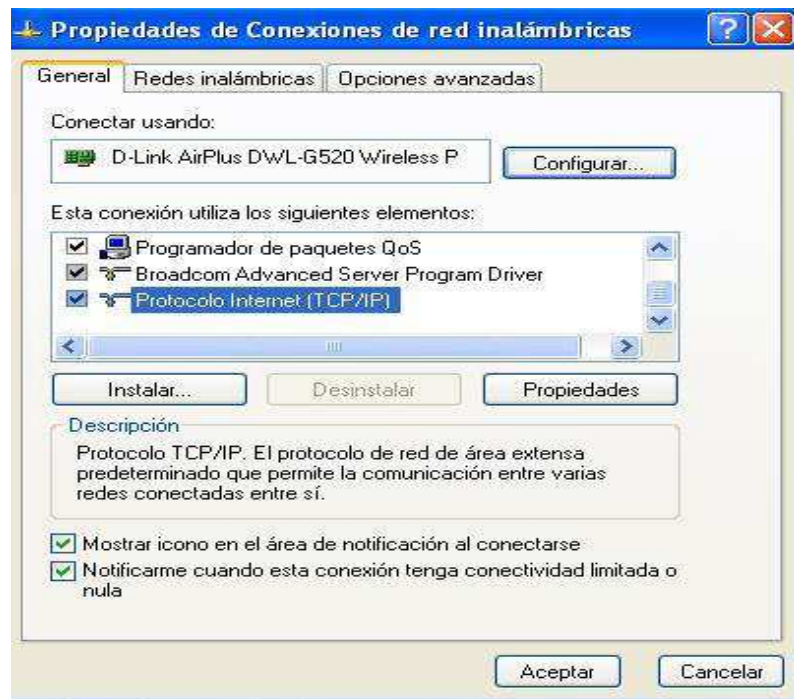 Propiedades de Conexiones de red inalámbricas
General
Redes inalámbricas
Opciones avanzadas
Conectar usando:
D-Link AirPlus DWL-G520 Wireless P
Configurar...
Esta conexión utiliza los siguientes elementos:
Programador de paquetes QoS
Broadcom Advanced Server Program Driver
Protocolo Internet (TCP/IP)
Instalar...
Desinstalar
Propiedades
Descripción
Protocolo TCP/IP. El protocolo de red de área extensa
predeterminado que permite la comunicación entre varias
redes conectadas entre sí.
Mostrar icono en el área de notificación al conectarse
Notificarme cuando esta conexión tenga conectividad limitada o
nula
Aceptar
Cancelar